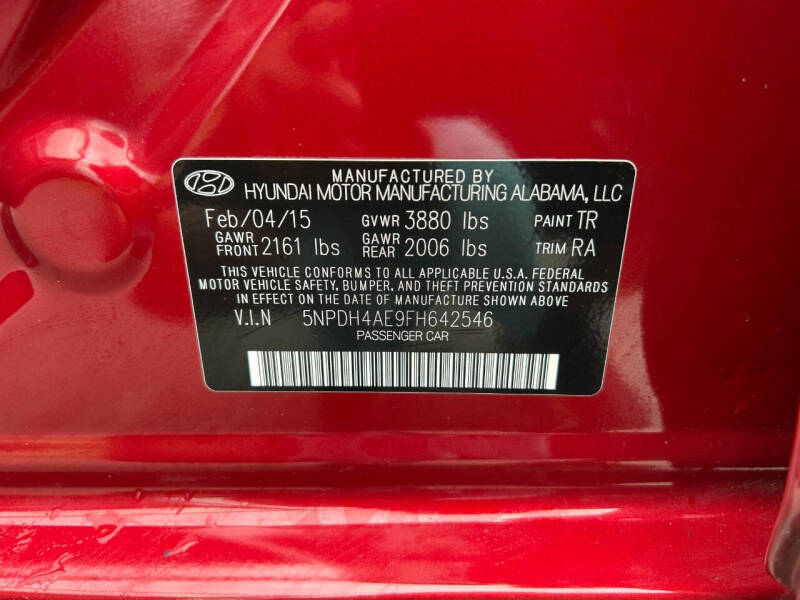 MANUFACTURED BY
HYUNDAI MOTOR MANUFACTURING ALABAMA, LLC
Feb/04/15 GVWR 3880 lbs PAINT TR
GAWR FRONT 2161 lbs GAWR REAR 2006 lbs TRIM RA
THIS VEHICLE CONFORMS TO ALL APPLICABLE U.S.A. FEDERAL
MOTOR VEHICLE SAFETY, BUMPER, AND THEFT PREVENTION STANDARDS
IN EFFECT ON THE DATE OF MANUFACTURE SHOWN ABOVE
V.I.N 5NPDH4AE9FH642546
PASSENGER CAR